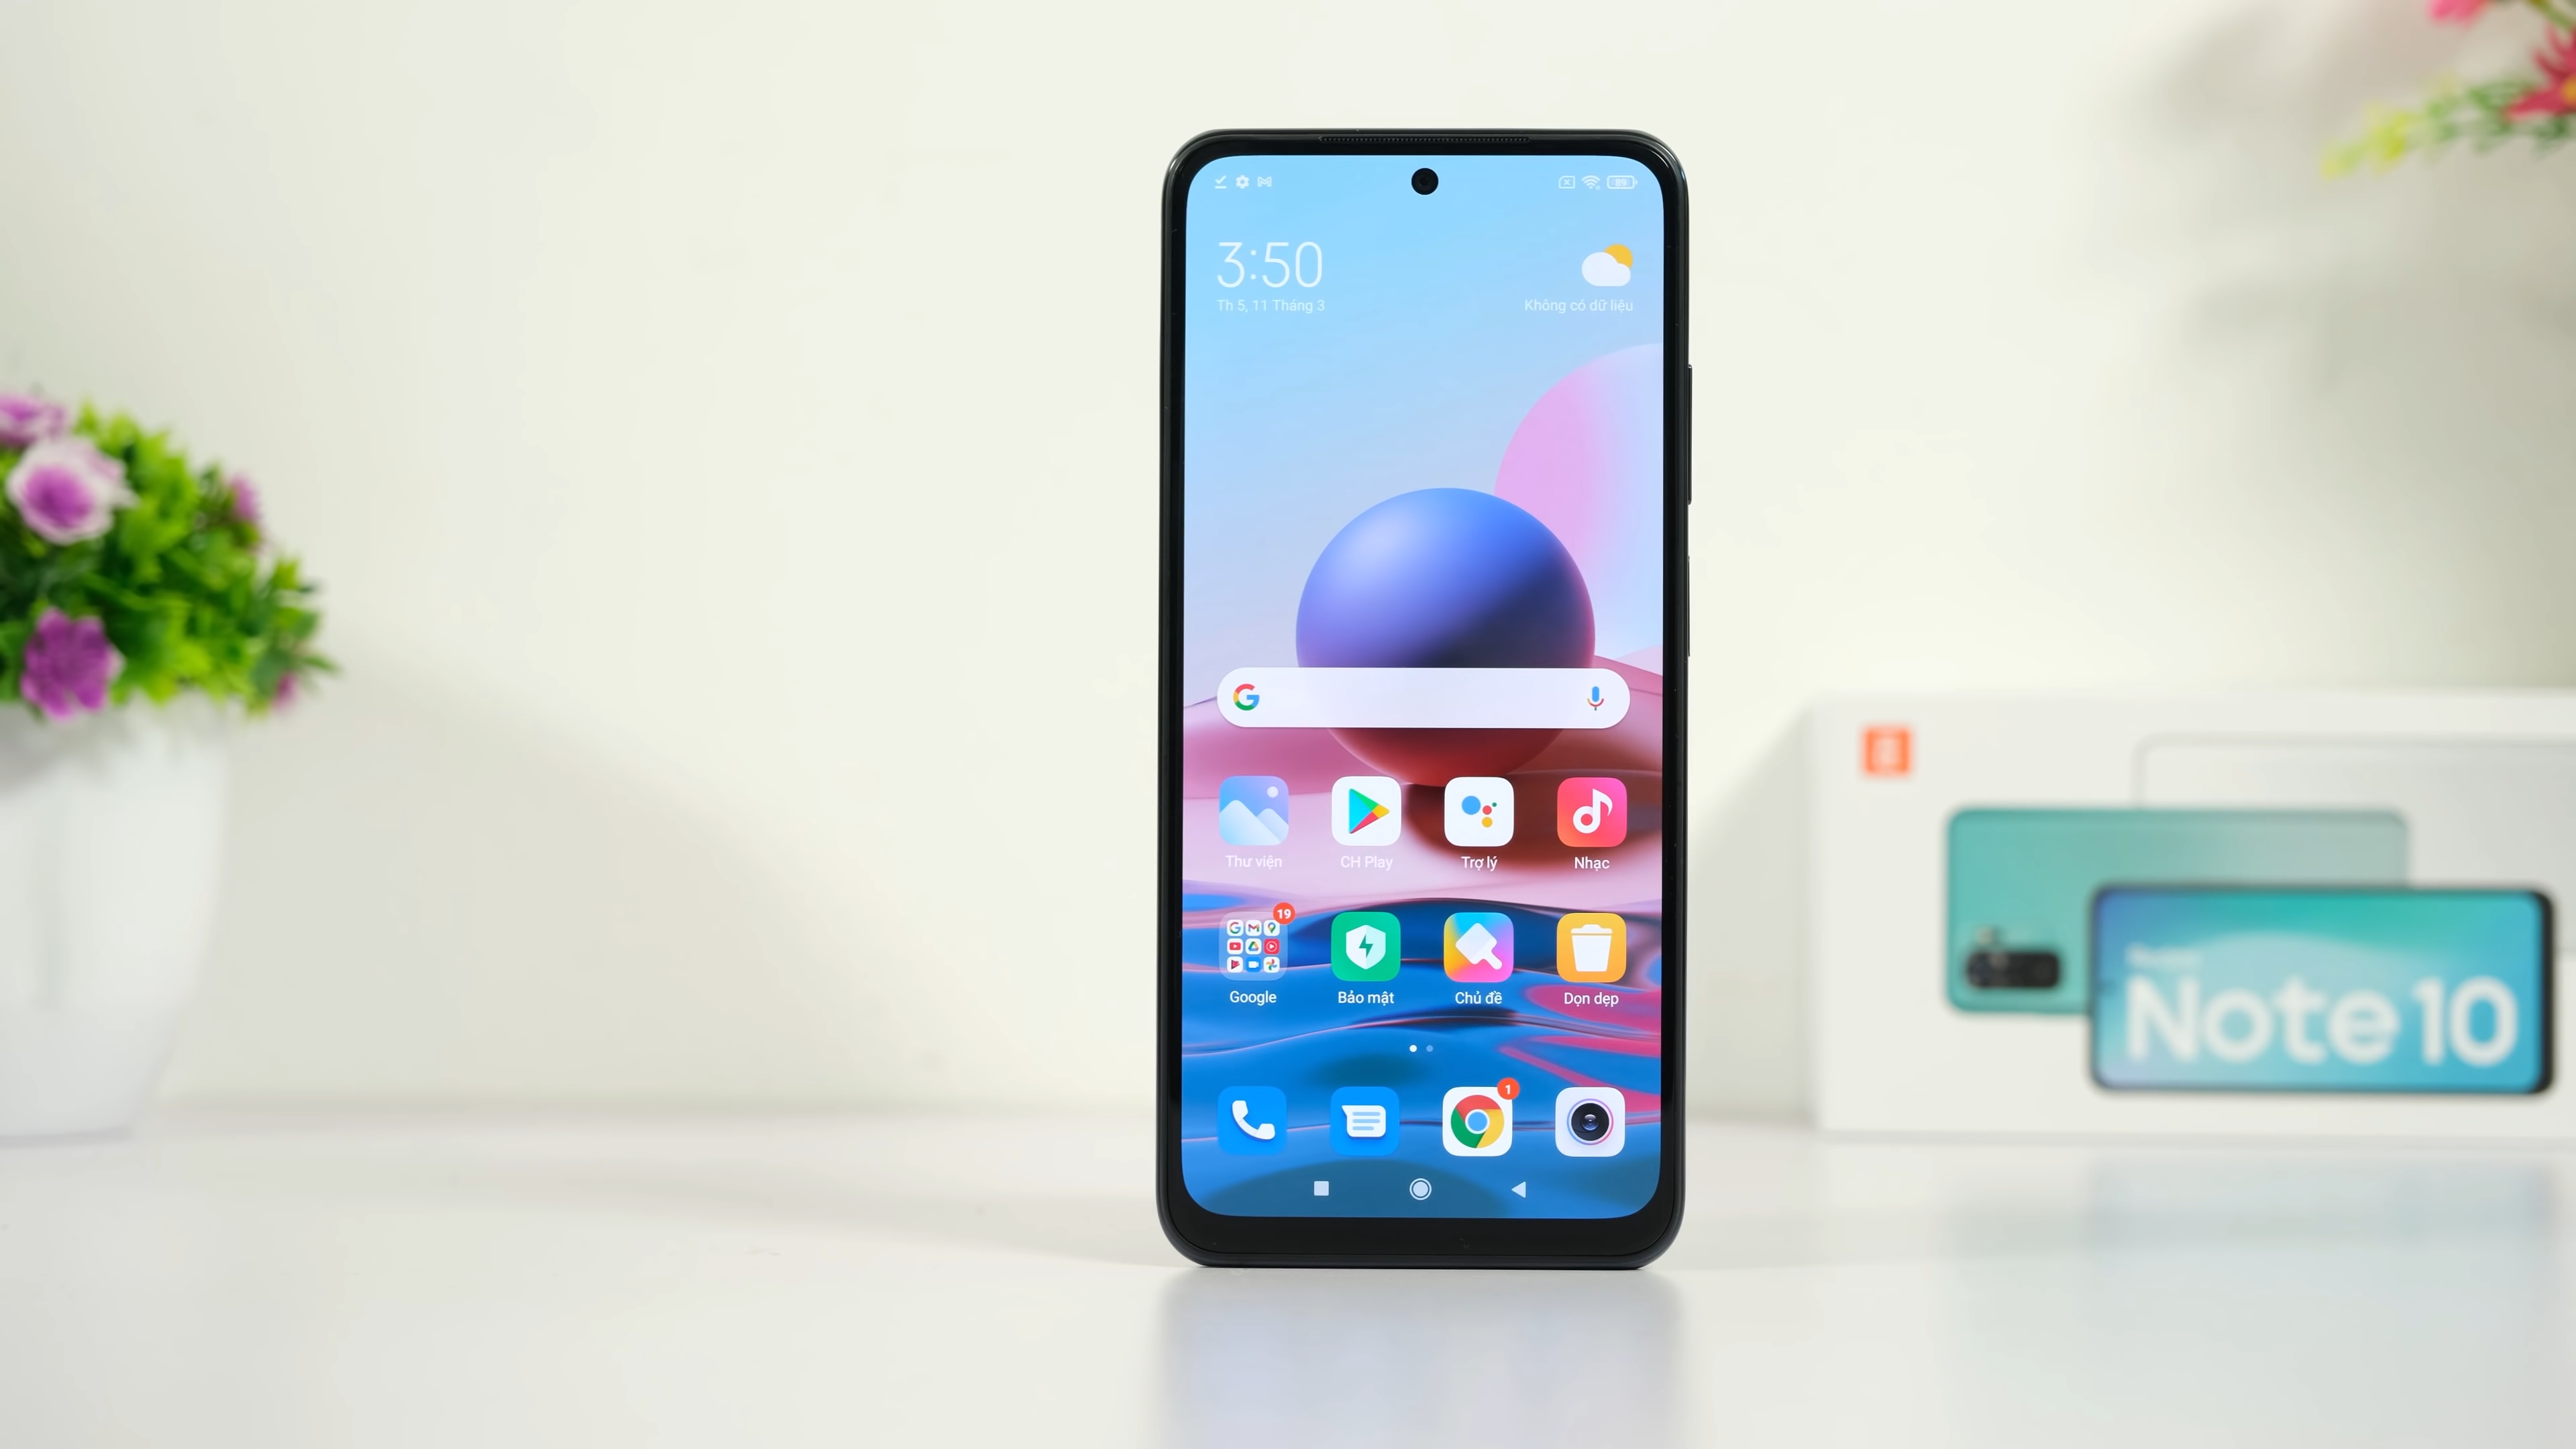 3:50
Th 5, 11 Tháng 3
Không có dữ liệu
Thư viện
CH Play
Trợ lý
Nhạc
19
Google
Bảo mật
Chủ đề
Dọn dẹp
1
Note 10